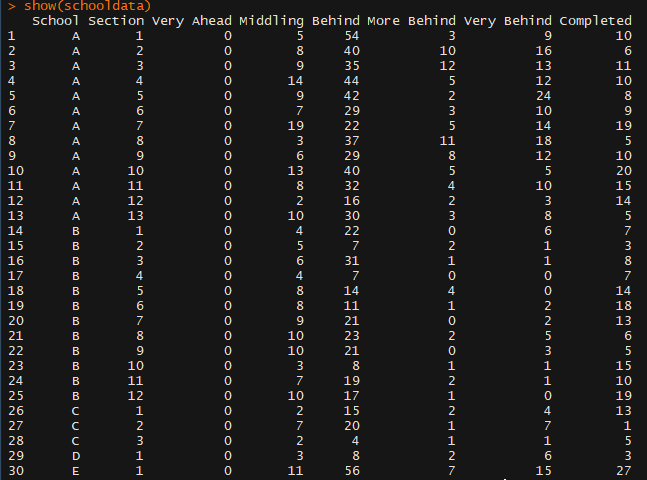 > show(schooldata)
School Section Very Ahead Middling Behind More Behind Very Behind Completed
1 A 1 0 5 54 3 9 10
2 A 2 0 8 40 10 16 6
3 A 3 0 9 35 12 13 11
4 A 4 0 14 44 5 12 10
5 A 5 0 9 42 2 24 8
6 A 6 0 7 29 3 10 9
7 A 7 0 19 22 5 14 19
8 A 8 0 3 37 11 18 5
9 A 9 0 6 29 8 12 10
10 A 10 0 13 40 5 5 20
11 A 11 0 8 32 4 10 15
12 A 12 0 2 16 2 3 14
13 A 13 0 10 30 3 8 5
14 B 1 0 4 22 0 6 7
15 B 2 0 5 7 2 1 3
16 B 3 0 6 31 1 1 8
17 B 4 0 4 7 0 0 7
18 B 5 0 8 14 4 0 14
19 B 6 0 8 11 1 2 18
20 B 7 0 9 21 0 2 13
21 B 8 0 10 23 2 5 6
22 B 9 0 10 21 0 3 5
23 B 10 0 3 8 1 1 15
24 B 11 0 7 19 2 1 10
25 B 12 0 10 17 1 0 19
26 C 1 0 2 15 2 4 13
27 C 2 0 7 20 1 7 1
28 C 3 0 2 4 1 1 5
29 D 1 0 3 8 2 6 3
30 E 1 0 11 56 7 15 27